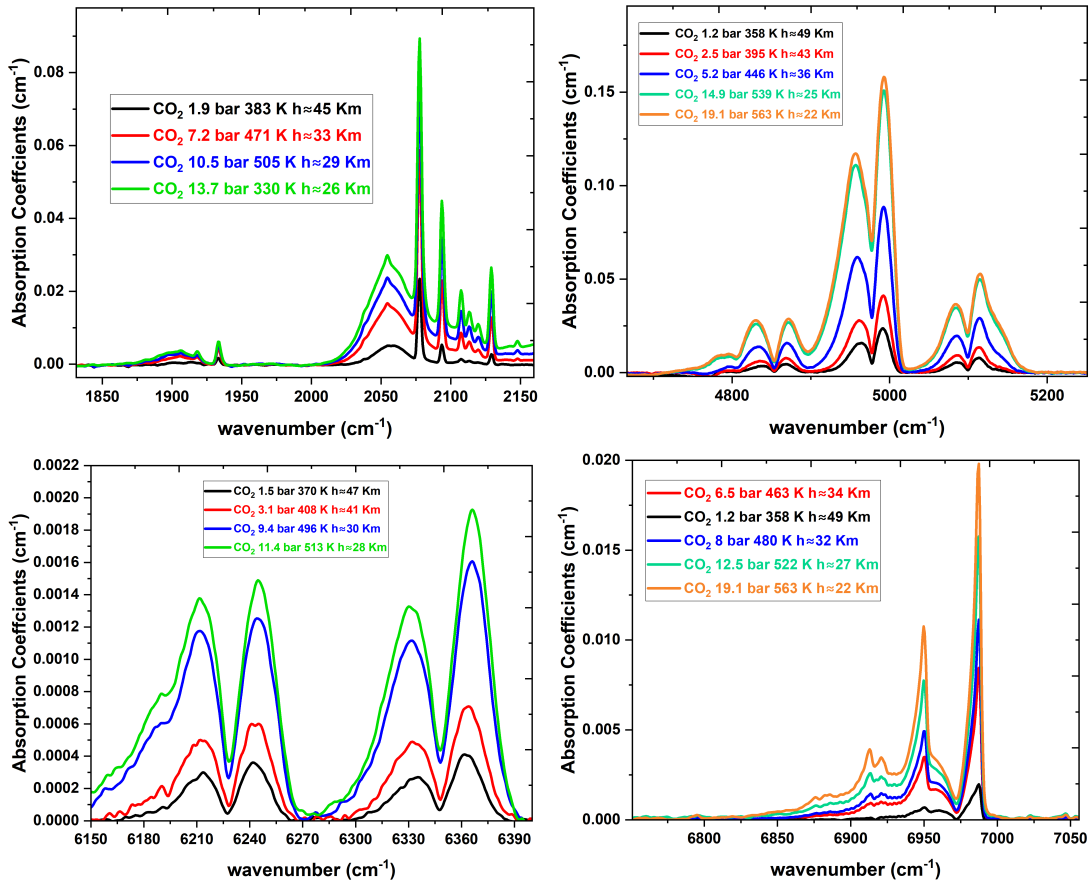 CO2 1.9 bar 383 K h≈45 Km
CO2 7.2 bar 471 K h≈33 Km
CO2 10.5 bar 505 K h≈29 Km
CO2 13.7 bar 330 K h≈26 Km
Absorption Coeffcients (cm-1)
0.08
0.06
0.04
0.02
0.00
1850 1900 1950 2000 2050 2100 2150
wavenumber (cm-1)
CO2 1.2 bar 358 K h≈49 Km
CO2 2.5 bar 395 K h≈43 Km
CO2 5.2 bar 446 K h≈36 Km
CO2 14.9 bar 539 K h≈25 Km
CO2 19.1 bar 563 K h≈22 Km
Absorption Coefficients (cm-1)
0.15
0.10
0.05
0.00
4800 5000 5200
wavenumber (cm-1)
CO2 1.5 bar 370 K h≈47 Km
CO2 3.1 bar 408 K h≈41 Km
CO2 9.4 bar 496 K h≈30 Km
CO2 11.4 bar 513 K h≈28 Km
Absorption Coefficients (cm-1)
0.0022
0.0020
0.0018
0.0016
0.0014
0.0012
0.0010
0.0008
0.0006
0.0004
0.0002
0.0000
6150 6180 6210 6240 6270 6300 6330 6360 6390
wavenumber (cm-1)
CO2 6.5 bar 463 K h≈34 Km
CO2 1.2 bar 358 K h≈49 Km
CO2 8 bar 480 K h≈32 Km
CO2 12.5 bar 522 K h≈27 Km
CO2 19.1 bar 563 K h≈22 Km
Absorption Coefficients (cm-1)
0.020
0.015
0.010
0.005
0.000
6800 6850 6900 6950 7000 7050
wavenumber (cm-1)